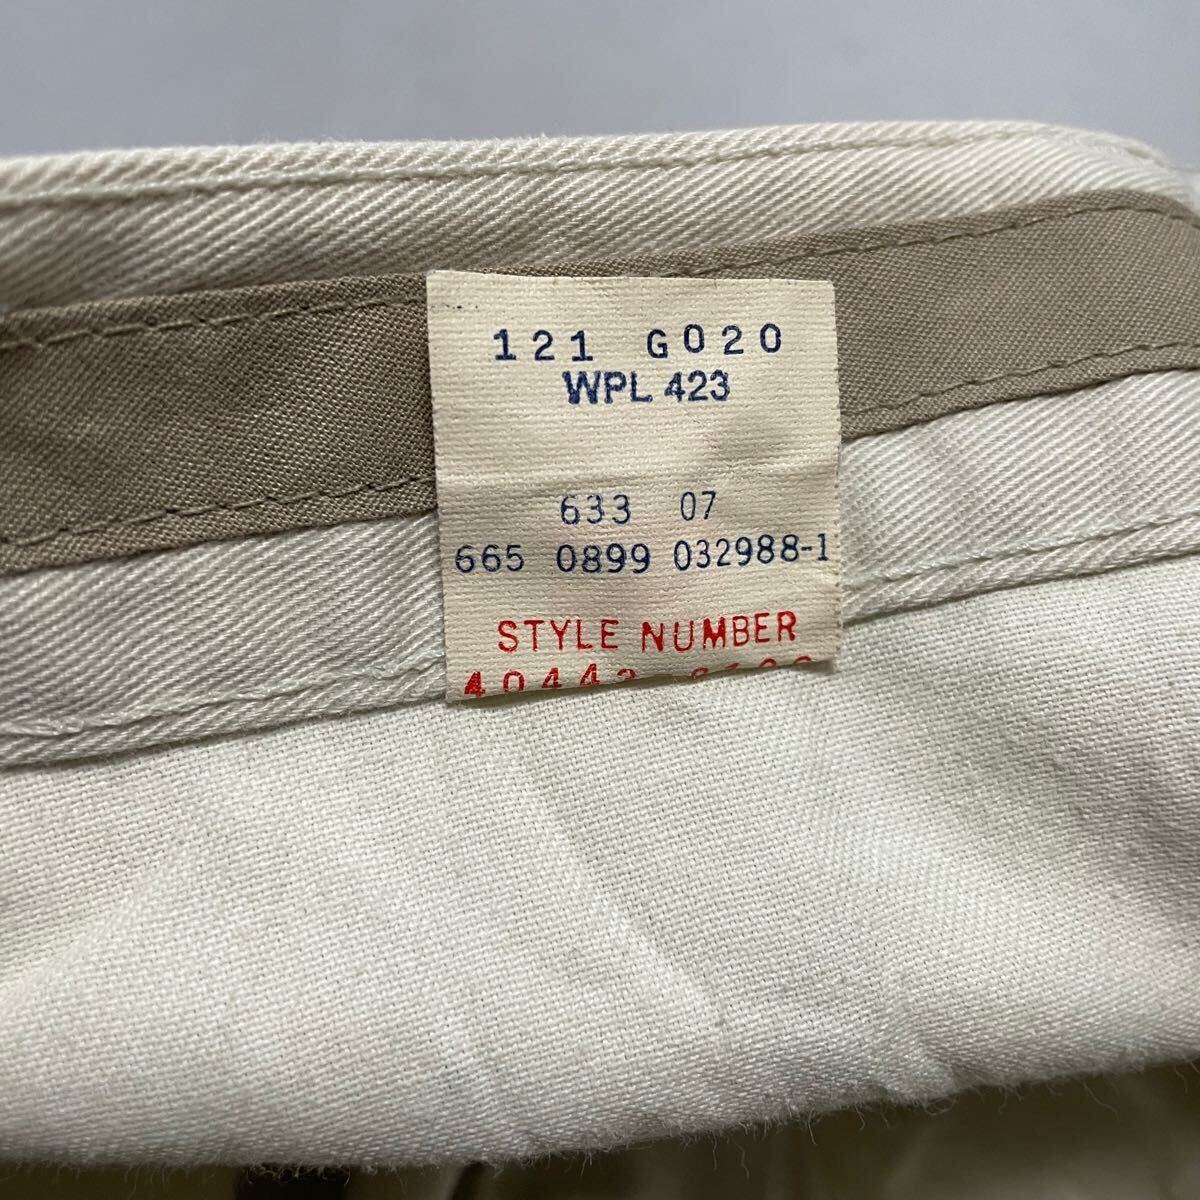 121 G020
WPL 423
633 07
665 0899 032988-1
STYLE NUMBER